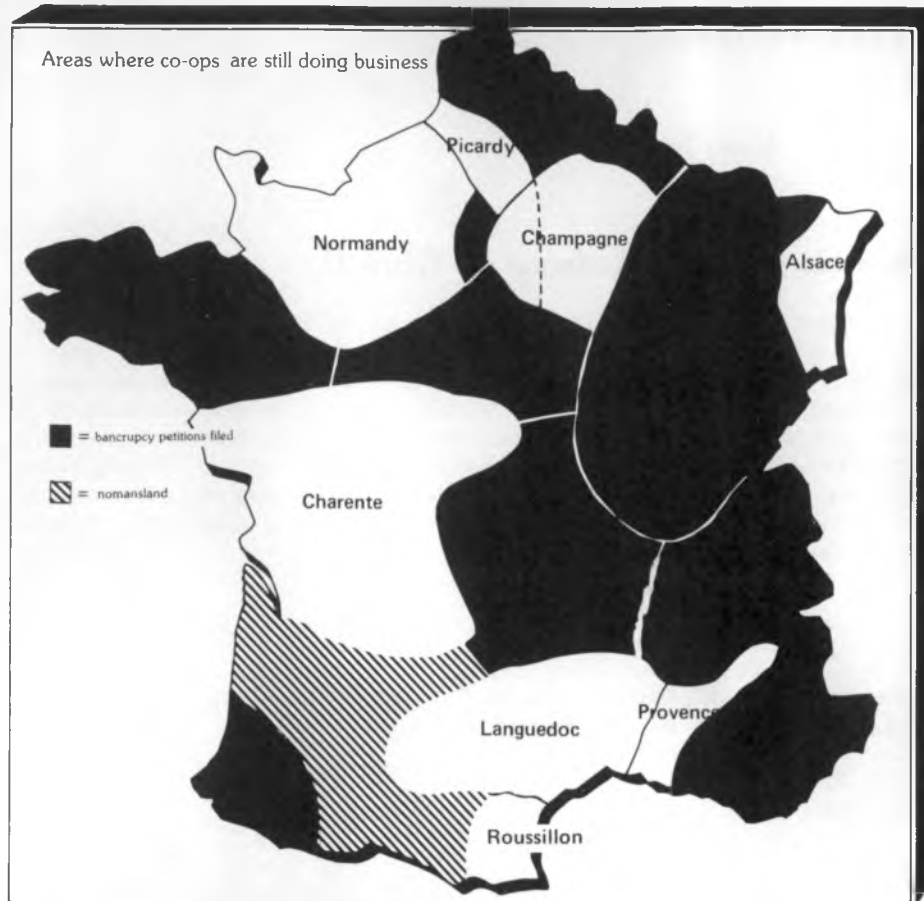 Areas where co-ops are still doing business
Picardy
Normandy
Champagne
Alsace
= bancrupcy petitions filed
= nomansland
Charente
Languedoc
Provence
Roussillon